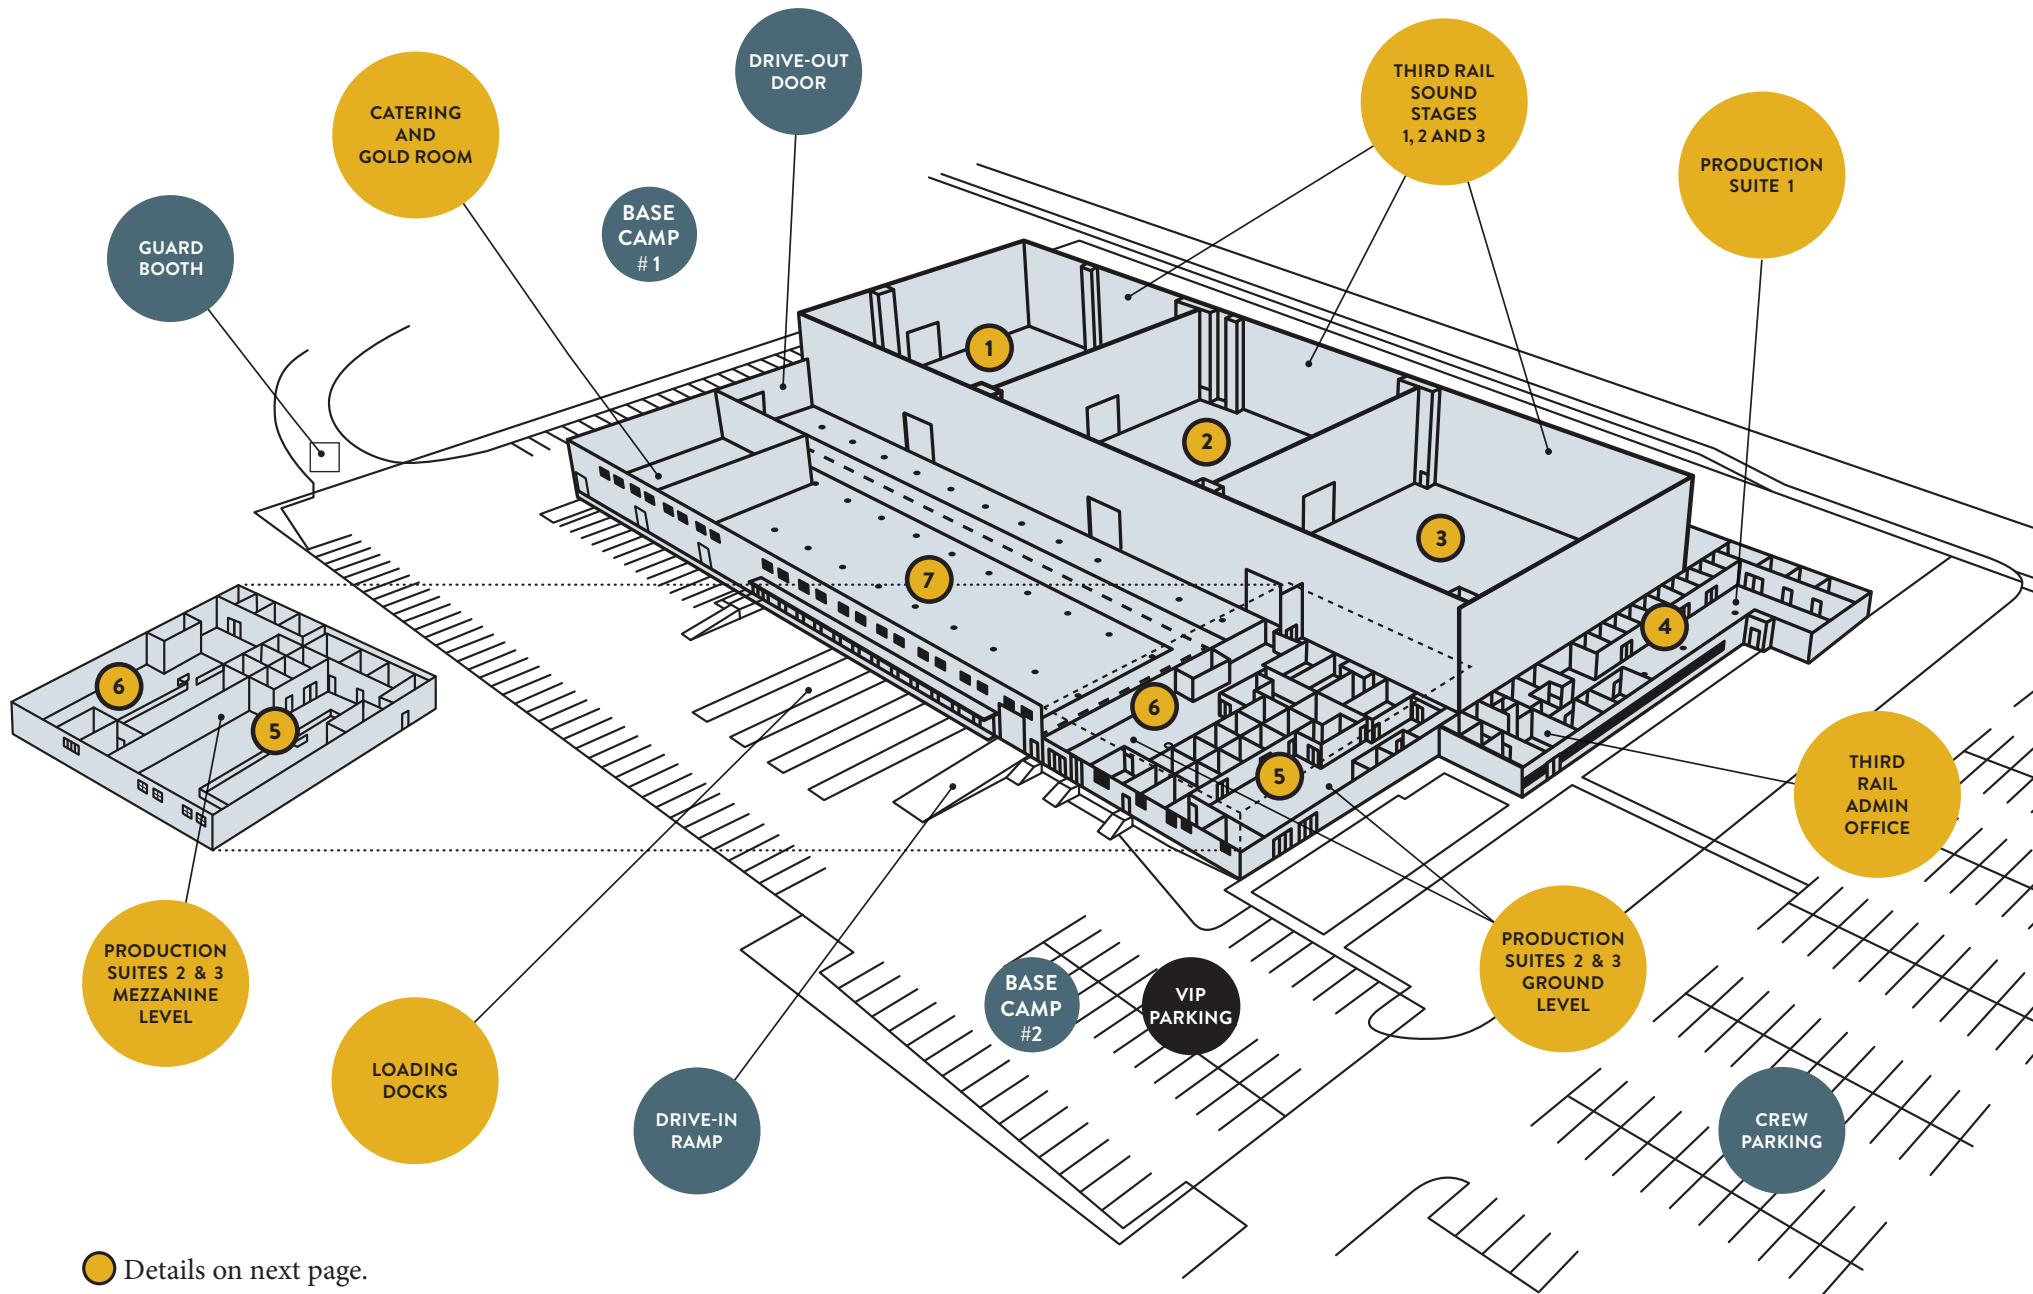 DRIVE-OUT
DOOR
THIRD RAIL
SOUND
STAGES
1, 2 AND 3
CATERING
AND
GOLD ROOM
PRODUCTION
SUITE 1
BASE
CAMP
# 1
GUARD
BOOTH
1
2
3
7
4
6
5
6
5
THIRD
RAIL
ADMIN
OFFICE
PRODUCTION
SUITES 2 & 3
MEZZANINE
LEVEL
PRODUCTION
SUITES 2 & 3
GROUND
LEVEL
BASE
CAMP
#2
VIP
PARKING
LOADING
DOCKS
DRIVE-IN
RAMP
CREW
PARKING
Details on next page.